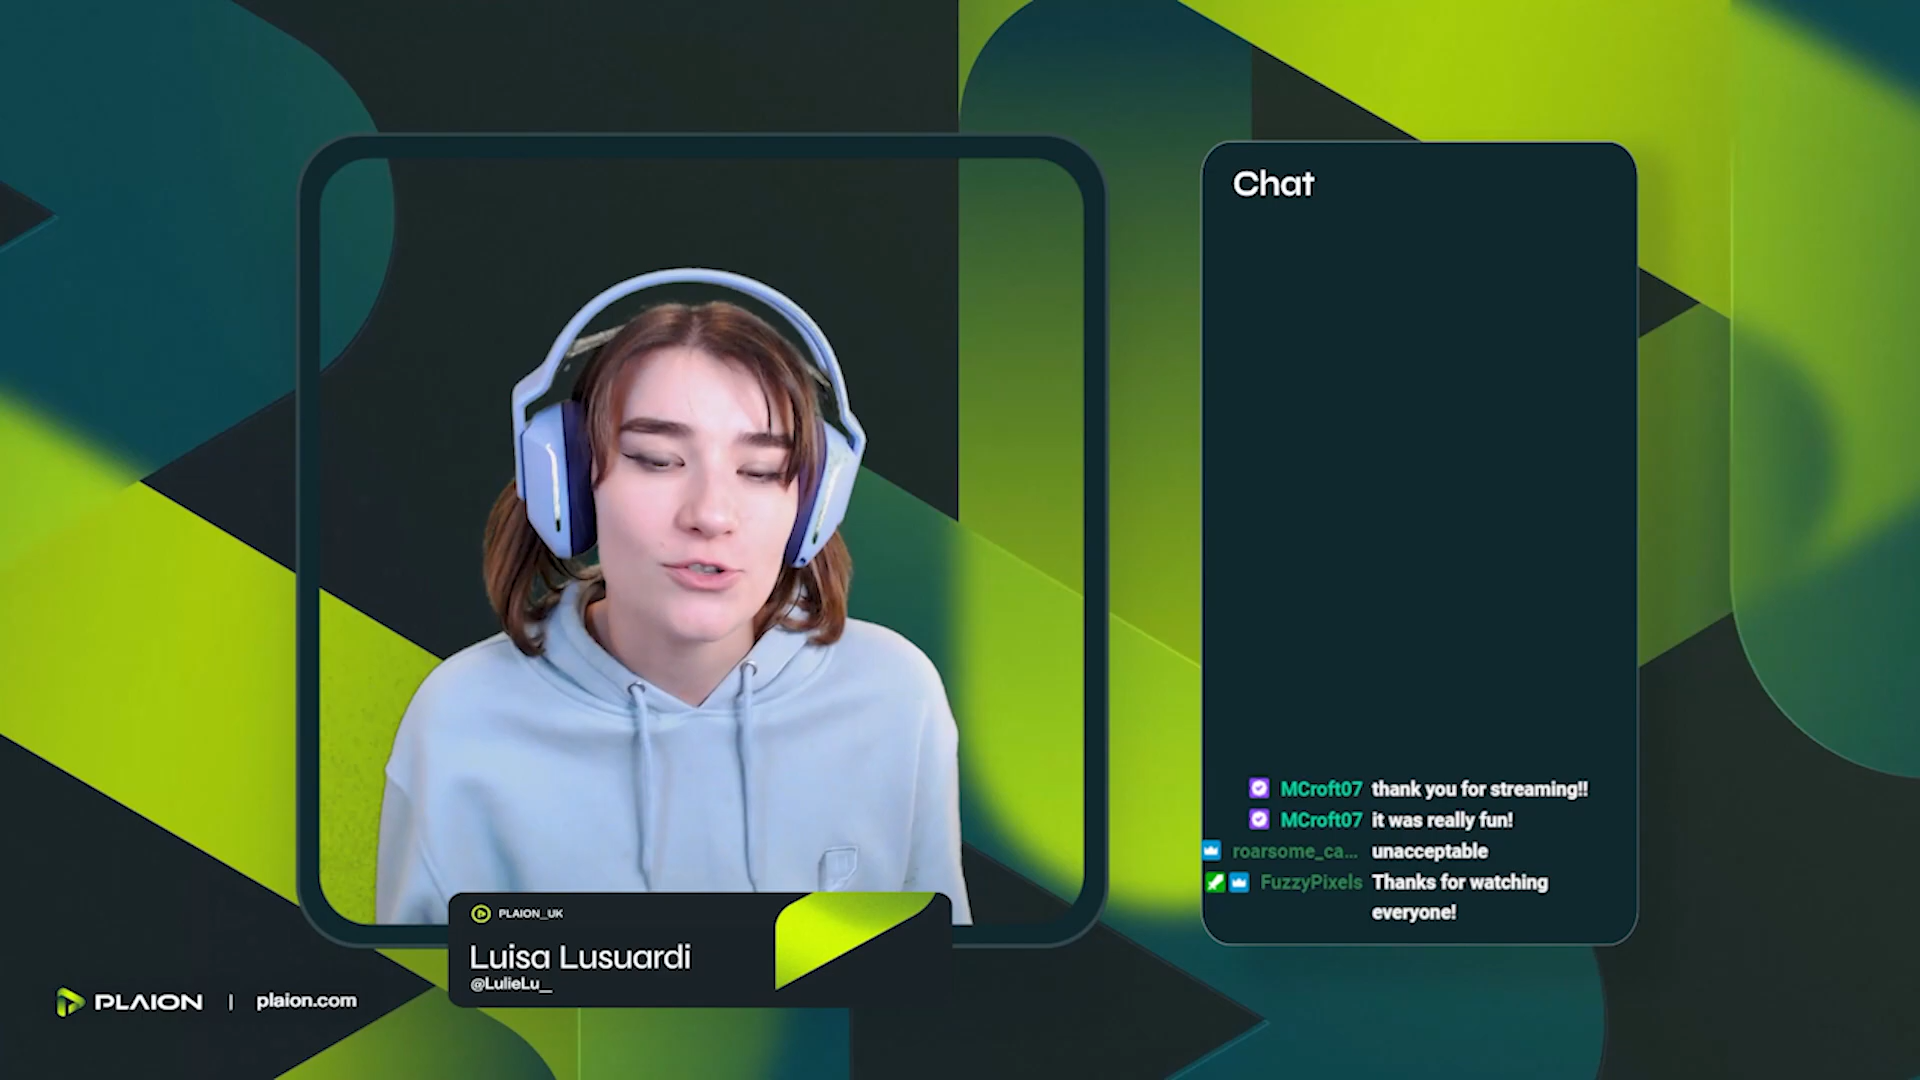 Chat
MCroft07 thank you for streaming!!
MCroft07 it was really fun!
roarsome_ca... unacceptable
FuzzyPixels Thanks for watching
everyone!
PLAION_UK
Luisa Lusuardi
@LulieLu__
PLAION | plaion.com